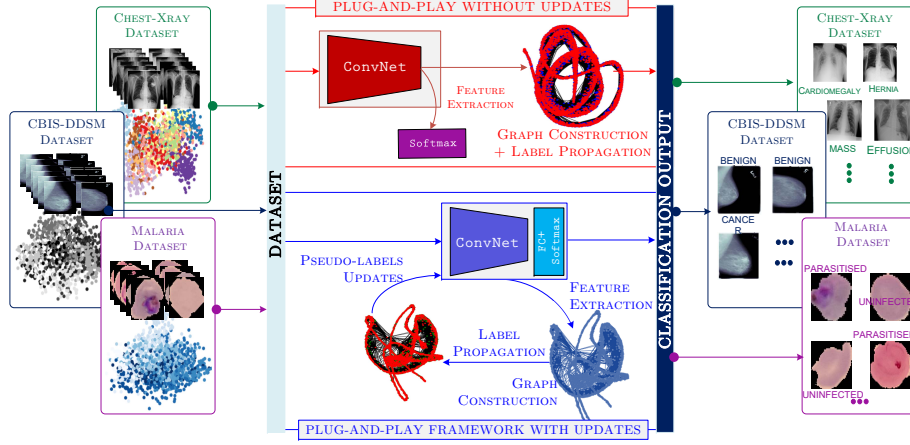 CHEST-XRAY
DATASET
CBIS-DDSM
DATASET
MALARIA
DATASET
DATASET
PLUG-AND-PLAY WITHOUT UPDATES
ConvNet
FEATURE
EXTRACTION
Softmax
GRAPH CONSTRUCTION
+ LABEL PROPAGATION
ConvNet
FC+
Softmax
PSEUDO-LABELS
UPDATES
FEATURE
EXTRACTION
LABEL
PROPAGATION
GRAPH
CONSTRUCTION
PLUG-AND-PLAY FRAMEWORK WITH UPDATES
CLASSIFICATION OUTPUT
CHEST-XRAY
DATASET
CARDIOMEGALY
HERNIA
MASS
EFFUSION
CBIS-DDSM
DATASET
BENIGN
BENIGN
CANCE
R
MALARIA
DATASET
PARASITISED
UNINFECTED
PARASITISED
UNINFECTED